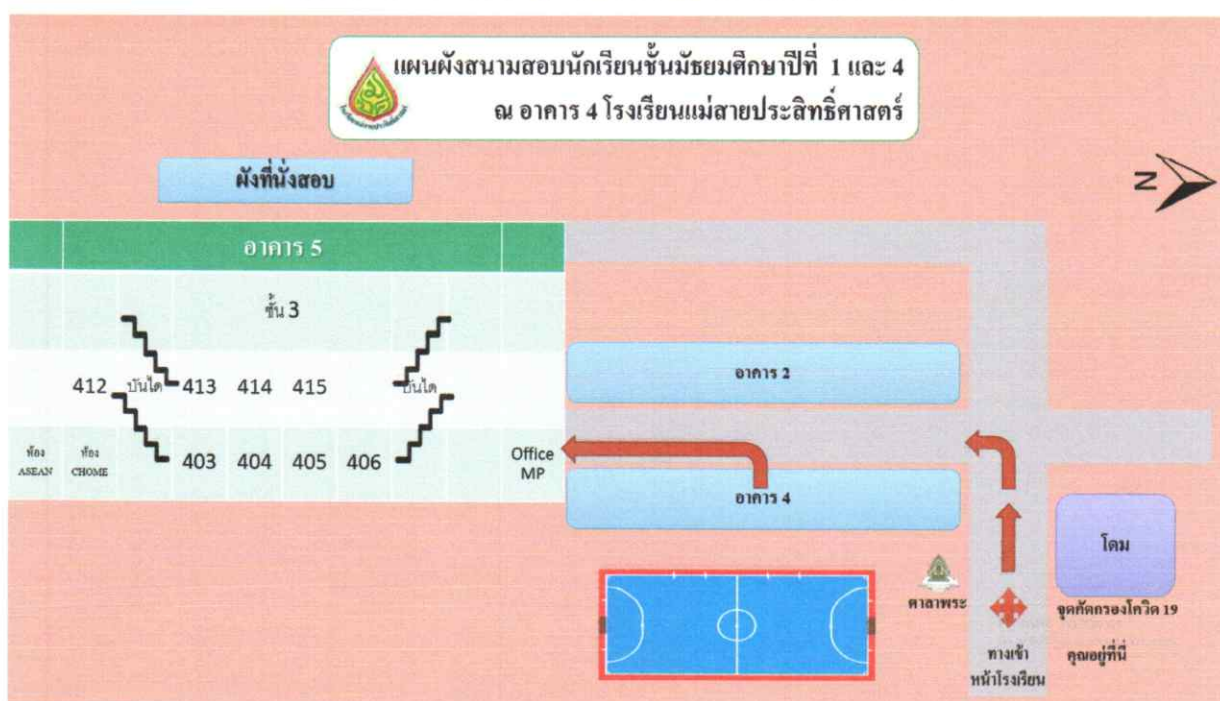 แผนผังสนามสอบนักเรียนชั้นมัธยมศึกษาปีที่ 1 และ 4
ณ อาคาร 4 โรงเรียนแม่สายประสิทธิ์ศาสตร์
ผังที่นั่งสอบ
N
อาคาร 5
ชั้น 3
412 บันได 413 414 415 บันได
อาคาร 2
ห้อง ASEAN
ห้อง CHOME
403 404 405 406
Office MP
อาคาร 4
โดม
ศาลาพระ
จุดคัดกรองโควิด 19
ทางเข้า
หน้าโรงเรียน
คุณอยู่ที่นี่